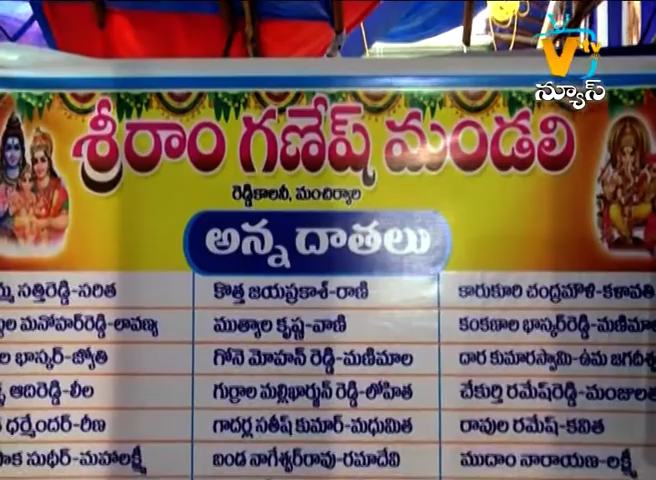 V tv
న్యూస్
శ్రీరాం గణేష్ మండలి
రెడ్డికాలనీ, మంచిర్యాల
అన్న దాతలు
సత్తిరెడ్డి-సరిత
మనోహర్‌రెడ్డి-లావణ్య
భాస్కర్-జ్యోతి
ఆదిరెడ్డి-లీల
ధర్మేందర్-రీణ
సుధీర్-మహాలక్ష్మీ
కొత్త జయప్రకాశ్-రాణి
ముత్యాల కృష్ణ-వాణి
గోనె మోహన్ రెడ్డి-మణిమాల
గుర్రాల మల్లిఖార్జున్ రెడ్డి-లోహిత
గాదర్ల సతీష్ కుమార్-మధుమిత
బండ నాగేశ్వర్‌రావు-రమాదేవి
కారుకూరి చంద్రమౌళి-కళావతి
కంకణాల భాస్కర్‌రెడ్డి-మణిమాల
దార కుమారస్వామి-ఉమ
చేకుర్తి రమేష్‌రెడ్డి-మంజులత
రావుల రమేష్-కవిత
ముదాం నారాయణ-లక్ష్మీ